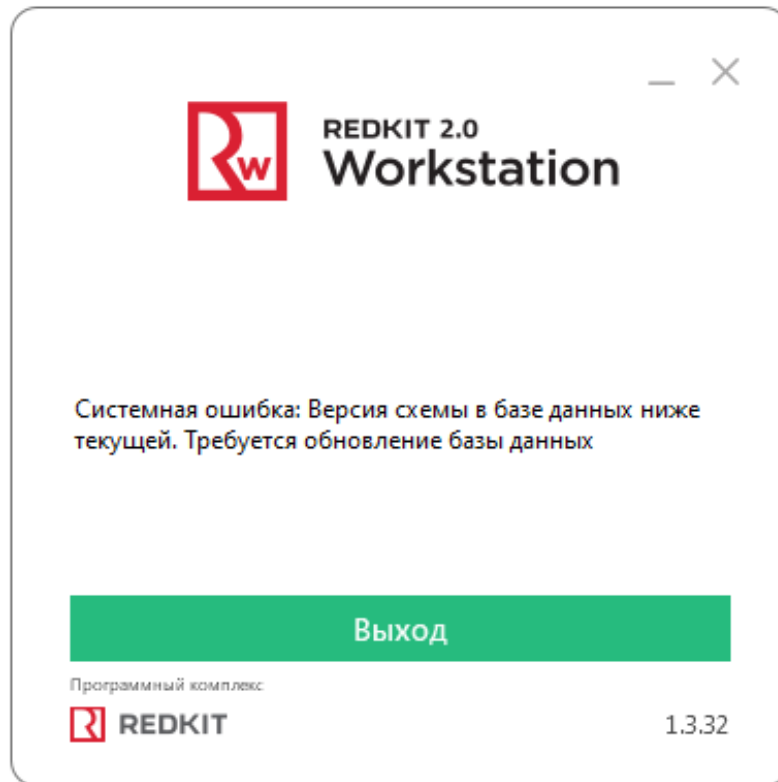 REDKIT 2.0
Workstation
Системная ошибка: Версия схемы в базе данных ниже
текущей. Требуется обновление базы данных
Выход
Программный комплекс
REDKIT
1.3.32